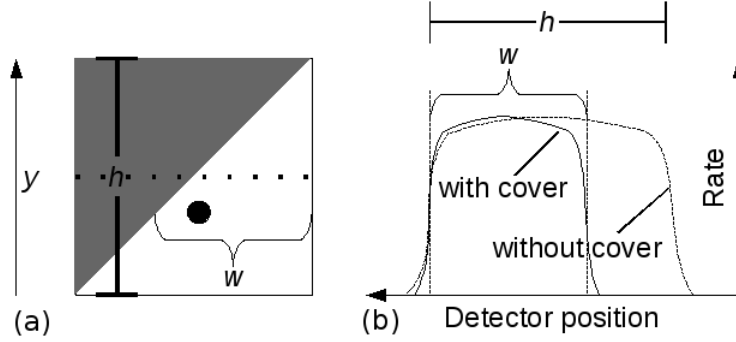 h
w
y
h
with cover
without cover
Rate
w
(a)
(b)
Detector position